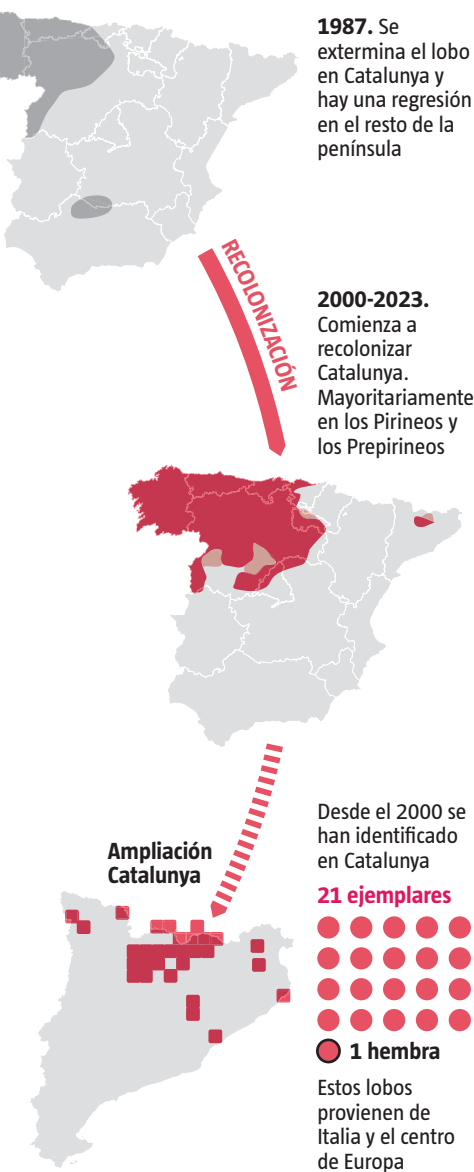 1987. Se
extermina el lobo
en Catalunya y
hay una regresión
en el resto de la
península
RECOLONIZACIÓN
2000-2023.
Comienza a
recolonizar
Catalunya.
Mayoritariamente
en los Pirineos y
los Prepirineos
Ampliación
Catalunya
Desde el 2000 se
han identificado
en Catalunya
21 ejemplares
1 hembra
Estos lobos
provienen de
Italia y el centro
de Europa